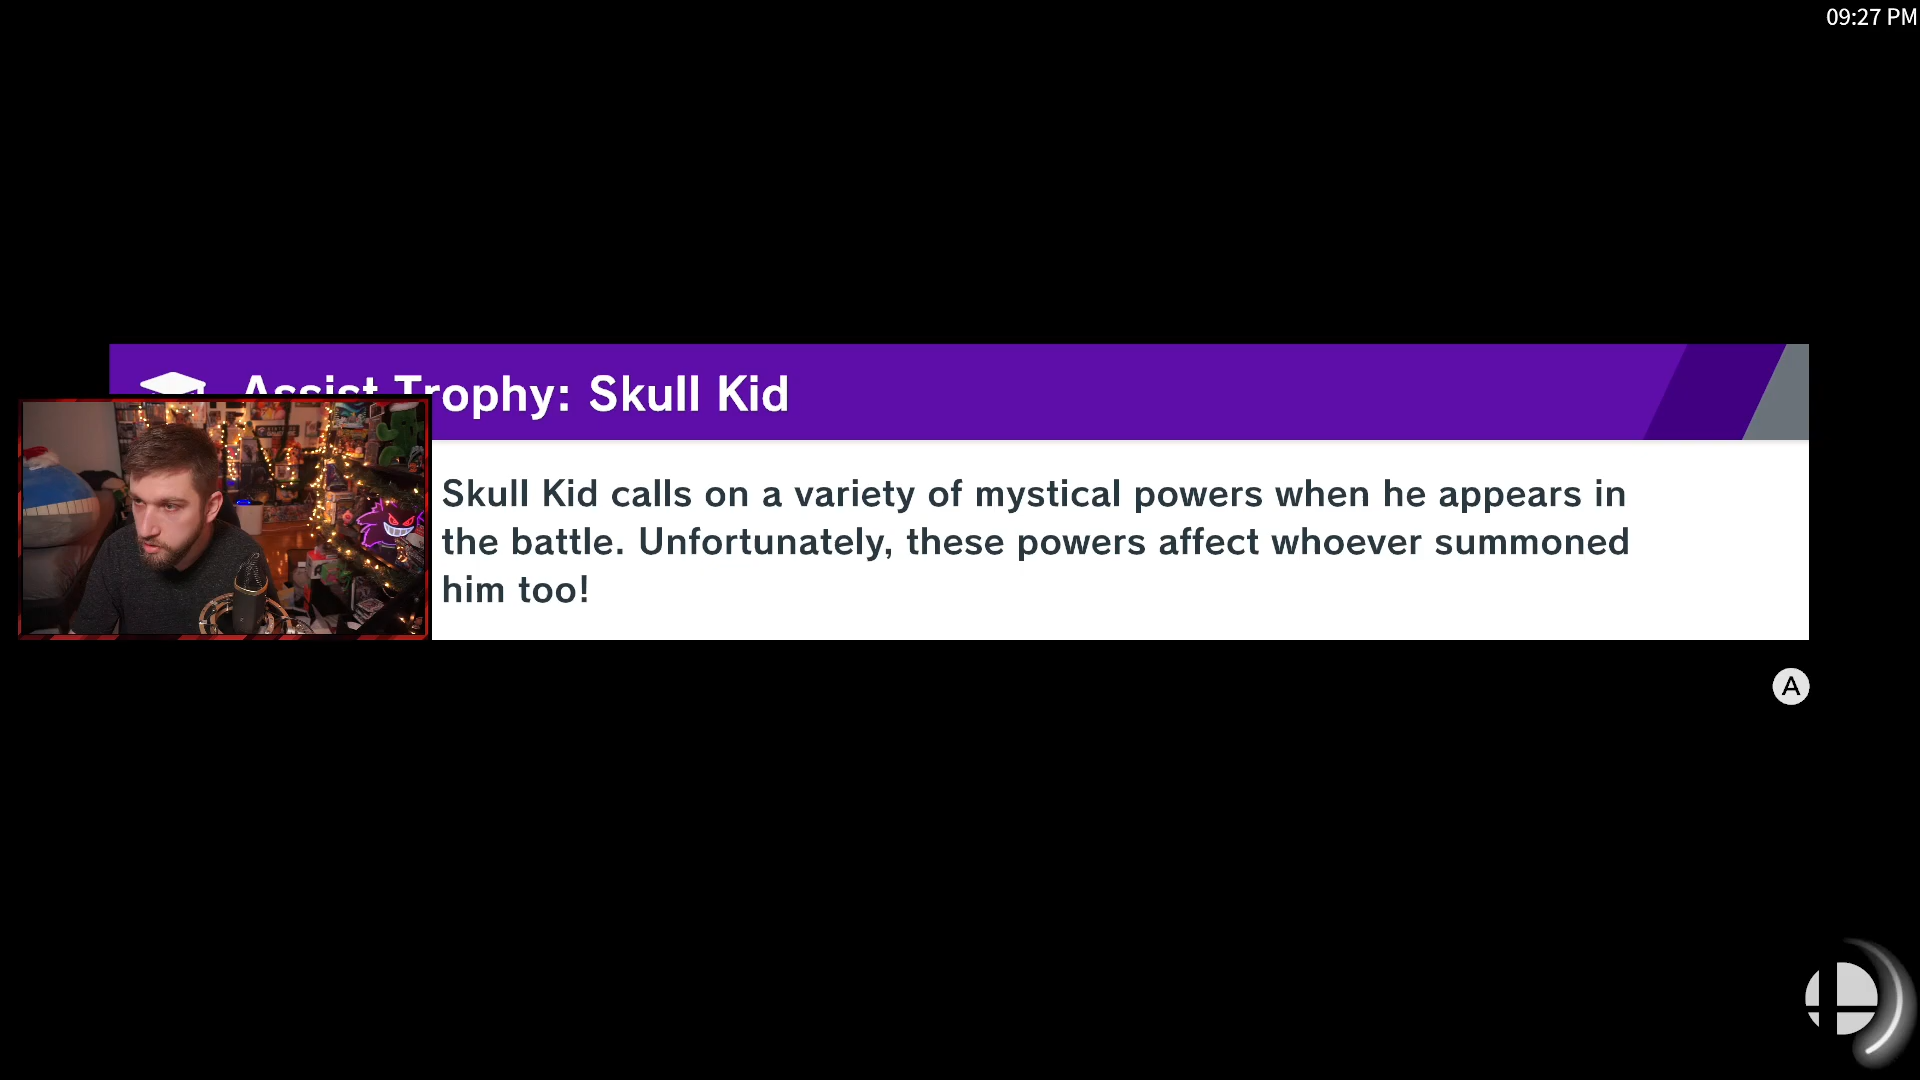 09:27 PM
Assist Trophy: Skull Kid
Skull Kid calls on a variety of mystical powers when he appears in
the battle. Unfortunately, these powers affect whoever summoned
him too!
A